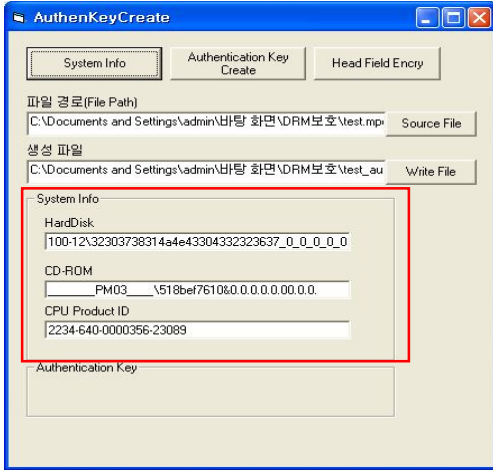 AuthenKeyCreate
System Info
Authentication Key
Create
Head Field Encry
파일 경로(File Path)
C:\Documents and Settings\admin\바탕 화면\DRM보호\test.mp
Source File
생성 파일
C:\Documents and Settings\admin\바탕 화면\DRM보호\test_au
Write File
System Info
HardDisk
100-12\32303738314a4e43304332323637_0_0_0_0_0
CD-ROM
________PM03____\518bef7610&0.0.0.0.0.00.0.0.
CPU Product ID
2234-640-0000356-23089
Authentication Key